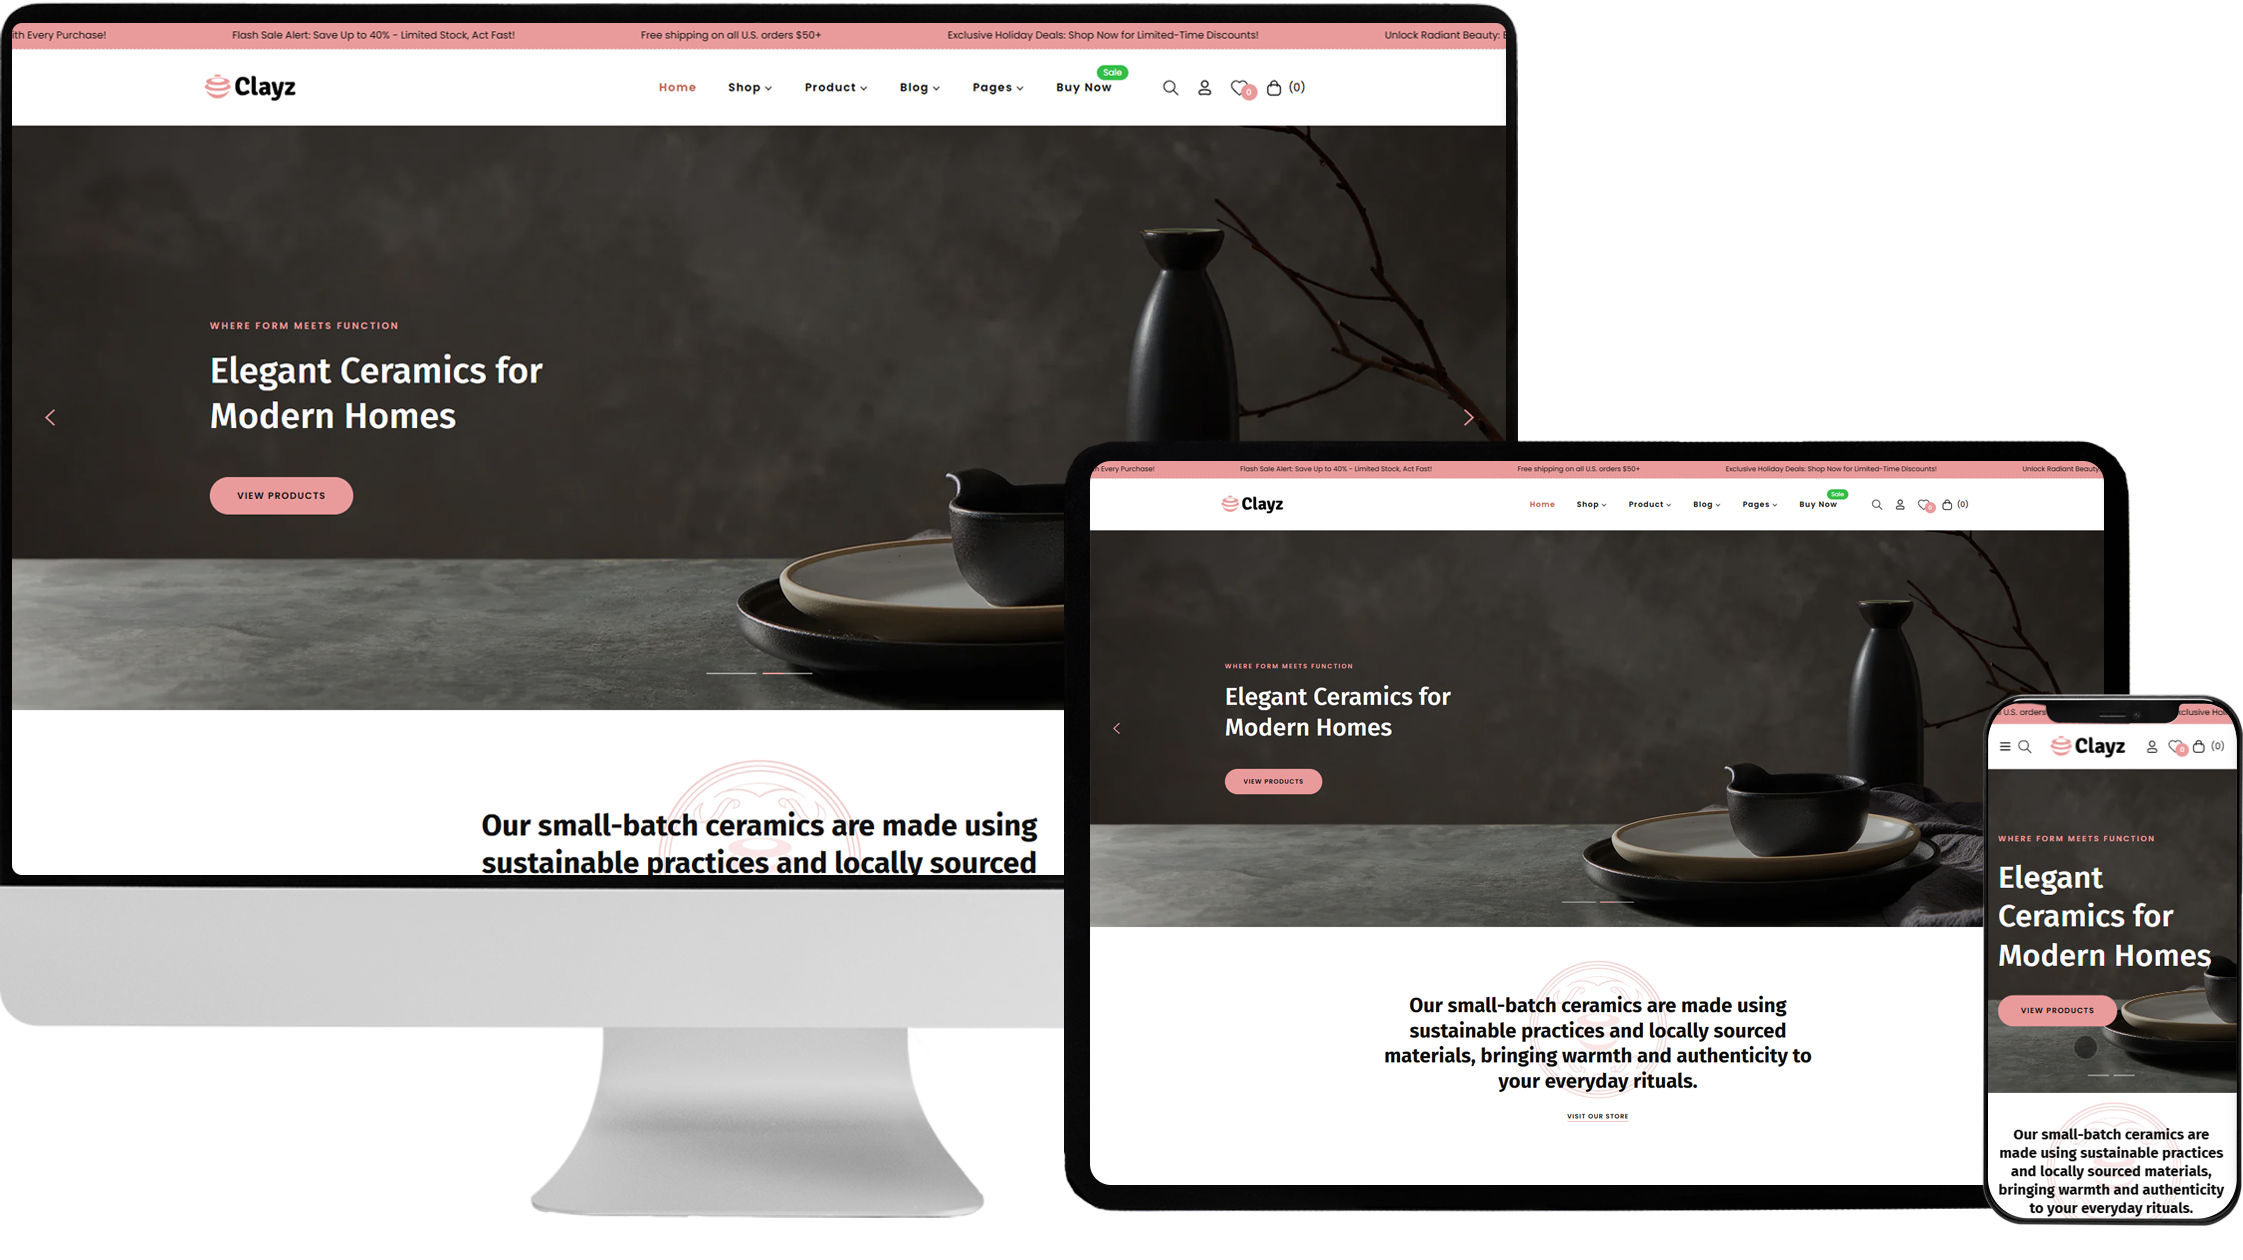 ith Every Purchase!
Flash Sale Alert: Save Up to 40% - Limited Stock, Act Fast!
Free shipping on all U.S. orders $50+
Exclusive Holiday Deals: Shop Now for Limited-Time Discounts!
Unlock Radiant Beauty:
Clayz
Home
Shop
Product
Blog
Pages
Buy Now
Sale
0
(0)
WHERE FORM MEETS FUNCTION
Elegant Ceramics for
Modern Homes
VIEW PRODUCTS
Our small-batch ceramics are made using
sustainable practices and locally sourced
h Every Purchase!
Flash Sale Alert: Save Up to 40% - Limited Stock, Act Fast!
Free shipping on all U.S. orders $50+
Exclusive Holiday Deals: Shop Now for Limited-Time Discounts!
Unlock Radiant Beauty
Clayz
Home
Shop
Product
Blog
Pages
Buy Now
Sale
0
(0)
WHERE FORM MEETS FUNCTION
Elegant Ceramics for
Modern Homes
VIEW PRODUCTS
Our small-batch ceramics are made using
sustainable practices and locally sourced
materials, bringing warmth and authenticity to
your everyday rituals.
VISIT OUR STORE
U.S. orders
xclusive Hol
Clayz
0
(0)
WHERE FORM MEETS FUNCTION
Elegant
Ceramics for
Modern Homes
VIEW PRODUCTS
Our small-batch ceramics are
made using sustainable practices
and locally sourced materials,
bringing warmth and authenticity
to your everyday rituals.